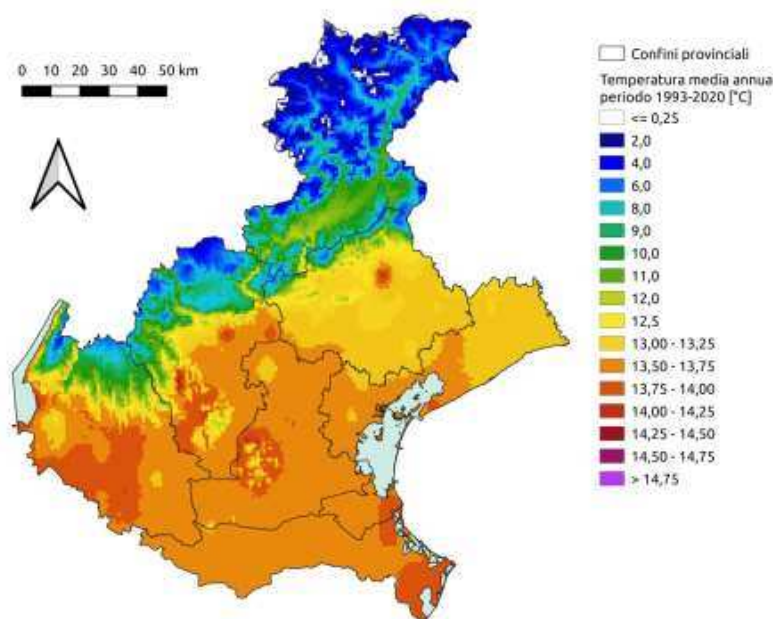 0 10 20 30 40 50 km
Confini provinciali
Temperatura media annua
periodo 1993-2020 [°C]
<= 0,25
2,0
4,0
6,0
8,0
9,0
10,0
11,0
12,0
12,5
13,00 - 13,25
13,50 - 13,75
13,75 - 14,00
14,00 - 14,25
14,25 - 14,50
14,50 - 14,75
> 14,75